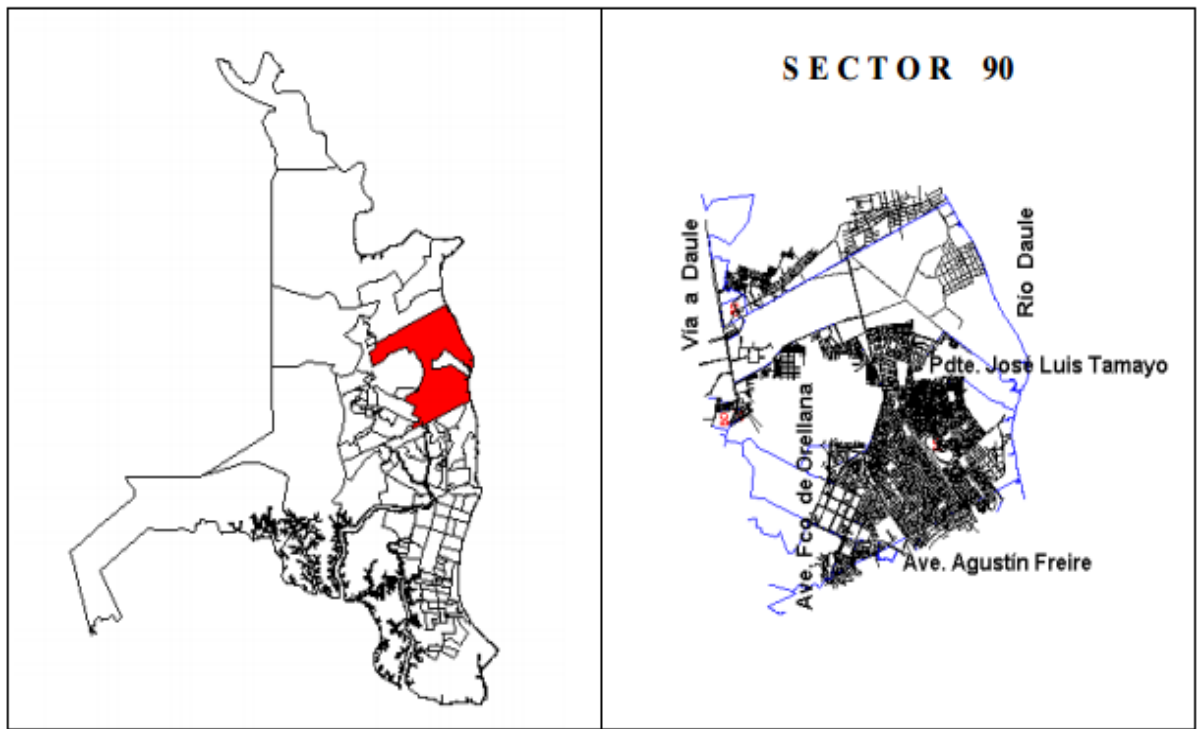 SECTOR 90
Vía a Daule
Río Daule
Pdte. José Luis Tamayo
Ave. Fco de Orellana
Ave. Agustín Freire